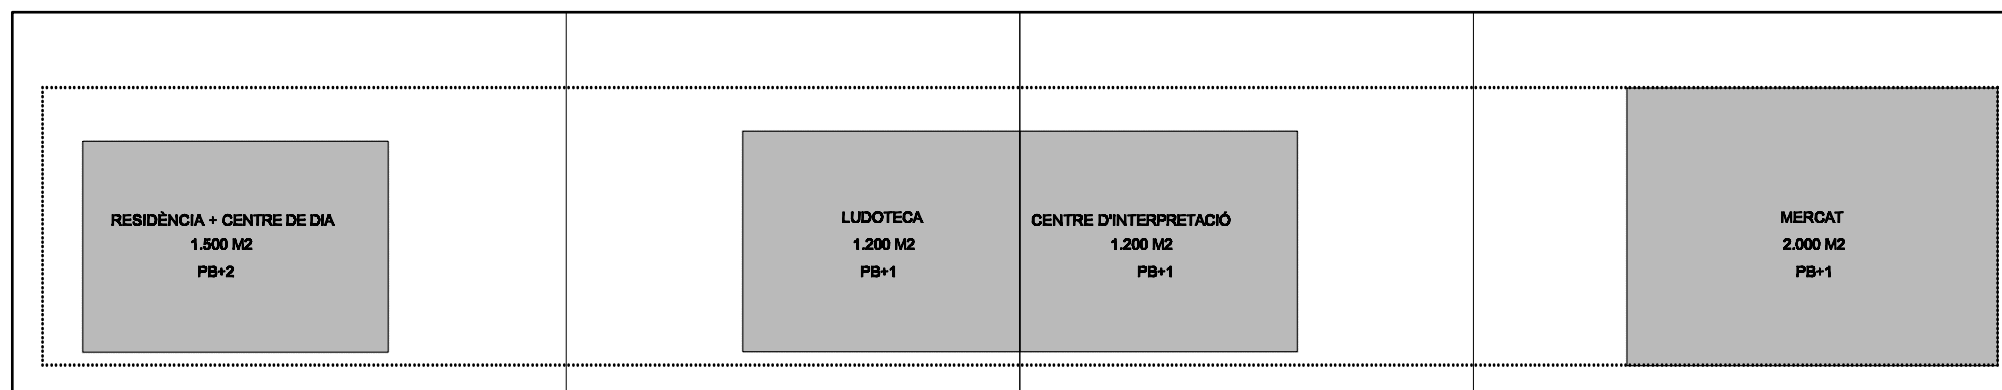 RESIDÈNCIA + CENTRE DE DIA
1.500 M2
PB+2
LUDOTECA
1.200 M2
PB+1
CENTRE D'INTERPRETACIÓ
1.200 M2
PB+1
MERCAT
2.000 M2
PB+1